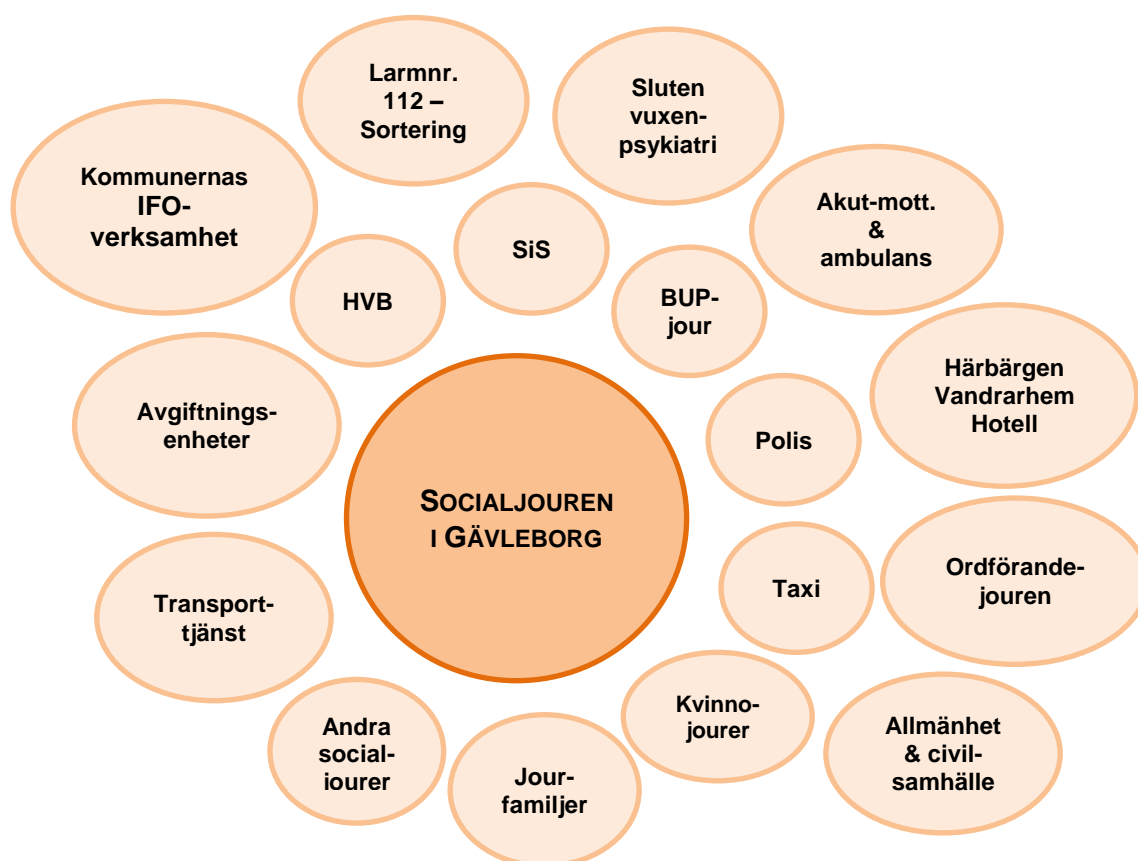 Larmnr.
112 –
Sortering
Sluten
vuxen-
psykiatri
Kommunernas
IFO-
verksamhet
Akut-mott.
&
ambulans
SiS
HVB
BUP-
jour
Härbärgen
Vandrarhem
Hotell
Avgiftnings-
enheter
Polis
SOCIALJOUREN
I GÄVLEBORG
Ordförande-
jouren
Taxi
Transport-
tjänst
Kvinno-
jourer
Andra
social-
jourer
Jour-
familjer
Allmänhet
& civil-
samhälle